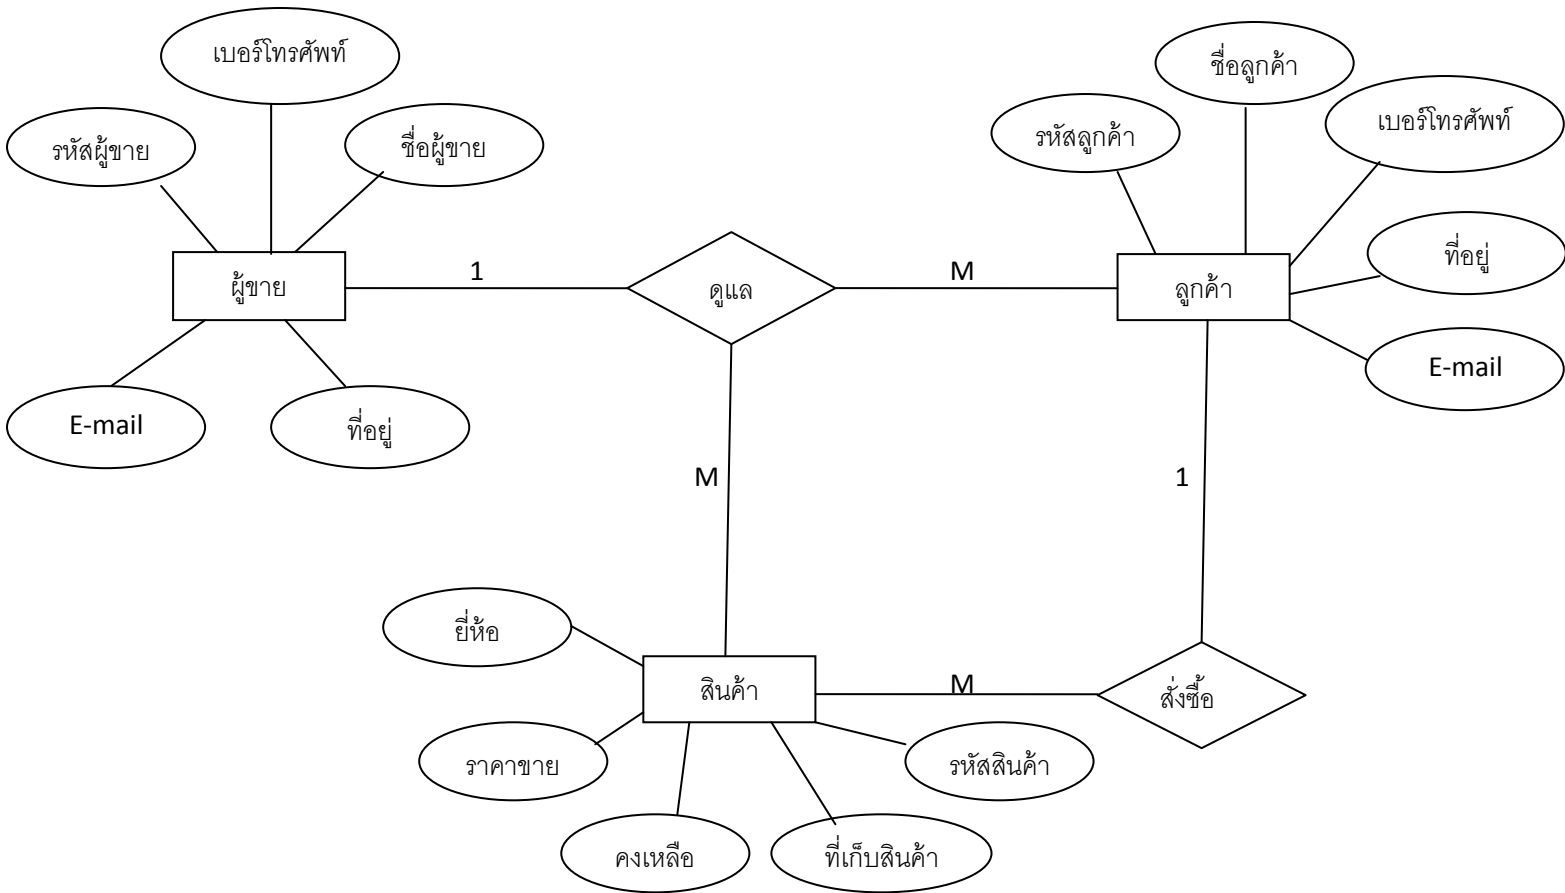 เบอร์โทรศัพท์
ชื่อลูกค้า
รหัสผู้ขาย
ชื่อผู้ขาย
รหัสลูกค้า
เบอร์โทรศัพท์
ผู้ขาย
1
ดูแล
M
ลูกค้า
ที่อยู่
E-mail
E-mail
ที่อยู่
M
1
ยี่ห้อ
สินค้า
M
สั่งซื้อ
ราคาขาย
รหัสสินค้า
คงเหลือ
ที่เก็บสินค้า